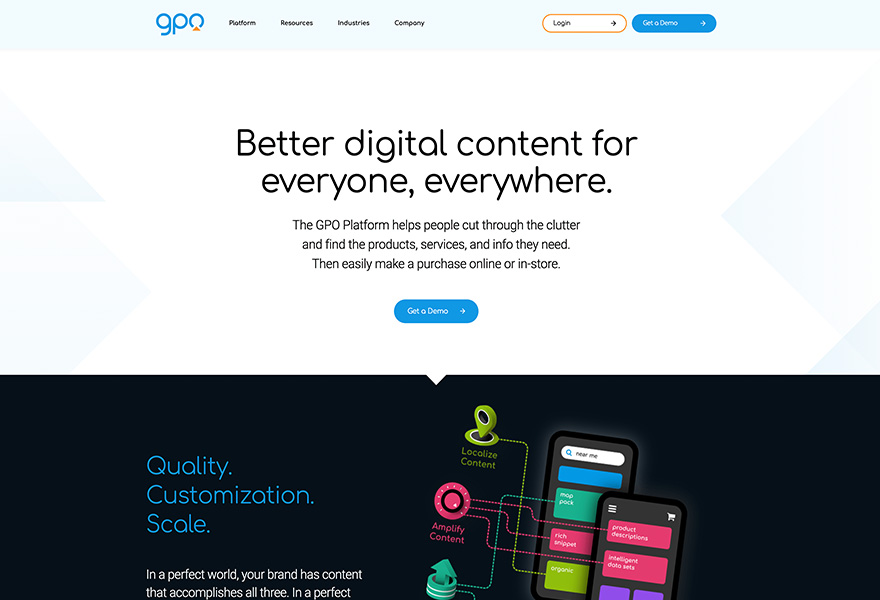 gpo
Platform
Resources
Industries
Company
Login
Get a Demo
Better digital content for
everyone, everywhere.
The GPO Platform helps people cut through the clutter
and find the products, services, and info they need.
Then easily make a purchase online or in-store.
Get a Demo
Quality.
Customization.
Scale.
In a perfect world, your brand has content
that accomplishes all three. In a perfect
Localize
Content
Amplify
Content
near me
map
pack
rich
snippet
organic
product
descriptions
intelligent
data sets